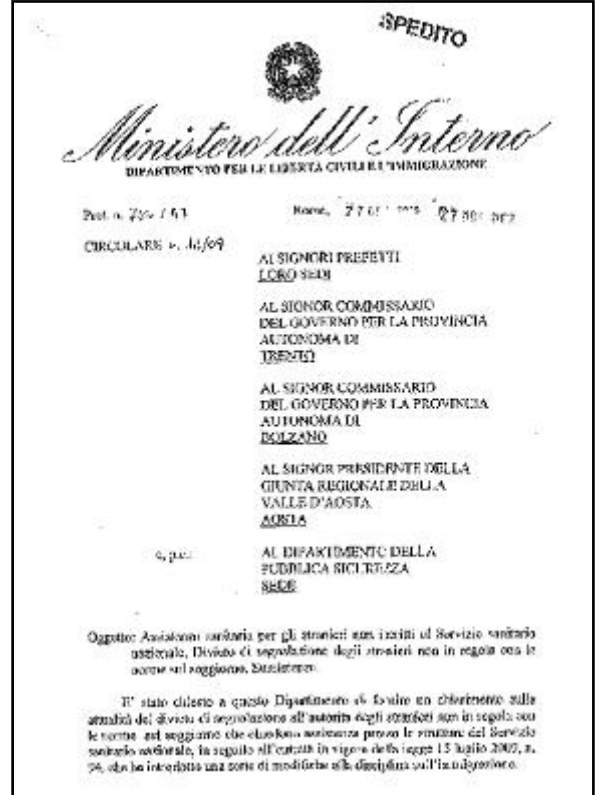 SPEDITO
Ministero dell'Interno
DIPARTIMENTO PER LE LIBERTA CIVILI E L'IMMIGRAZIONE
Prot. n.
Roma,
CIRCOLARE n. 12/09
AI SIGNORI PREFETTI
LORO SEDI
AL SIGNOR COMMISSARIO
DEL GOVERNO PER LA PROVINCIA
AUTONOMA DI
TRENTO
AL SIGNOR COMMISSARIO
DEL GOVERNO PER LA PROVINCIA
AUTONOMA DI
BOLZANO
AL SIGNOR PRESIDENTE DELLA
GIUNTA REGIONALE DELLA
VALLE D'AOSTA
AOSTA
e, p.c.:
AL DIPARTIMENTO DELLA
PUBBLICA SICUREZZA
SEDE
Oggetto: Assistenza sanitaria per gli stranieri non iscritti al Servizio sanitario
nazionale. Divieto di segnalazione degli stranieri non in regola con le
norme sul soggiorno. Sussistenza.
E' stato chiesto a questo Dipartimento di fornire un chiarimento sulla
attualità del divieto di segnalazione all'autorità degli stranieri non in regola con
le norme sul soggiorno che chiedono assistenza presso le strutture del Servizio
sanitario nazionale, in seguito all'entrata in vigore della legge 15 luglio 2009, n.
94, che ha introdotto una serie di modifiche alla disciplina sull'immigrazione.